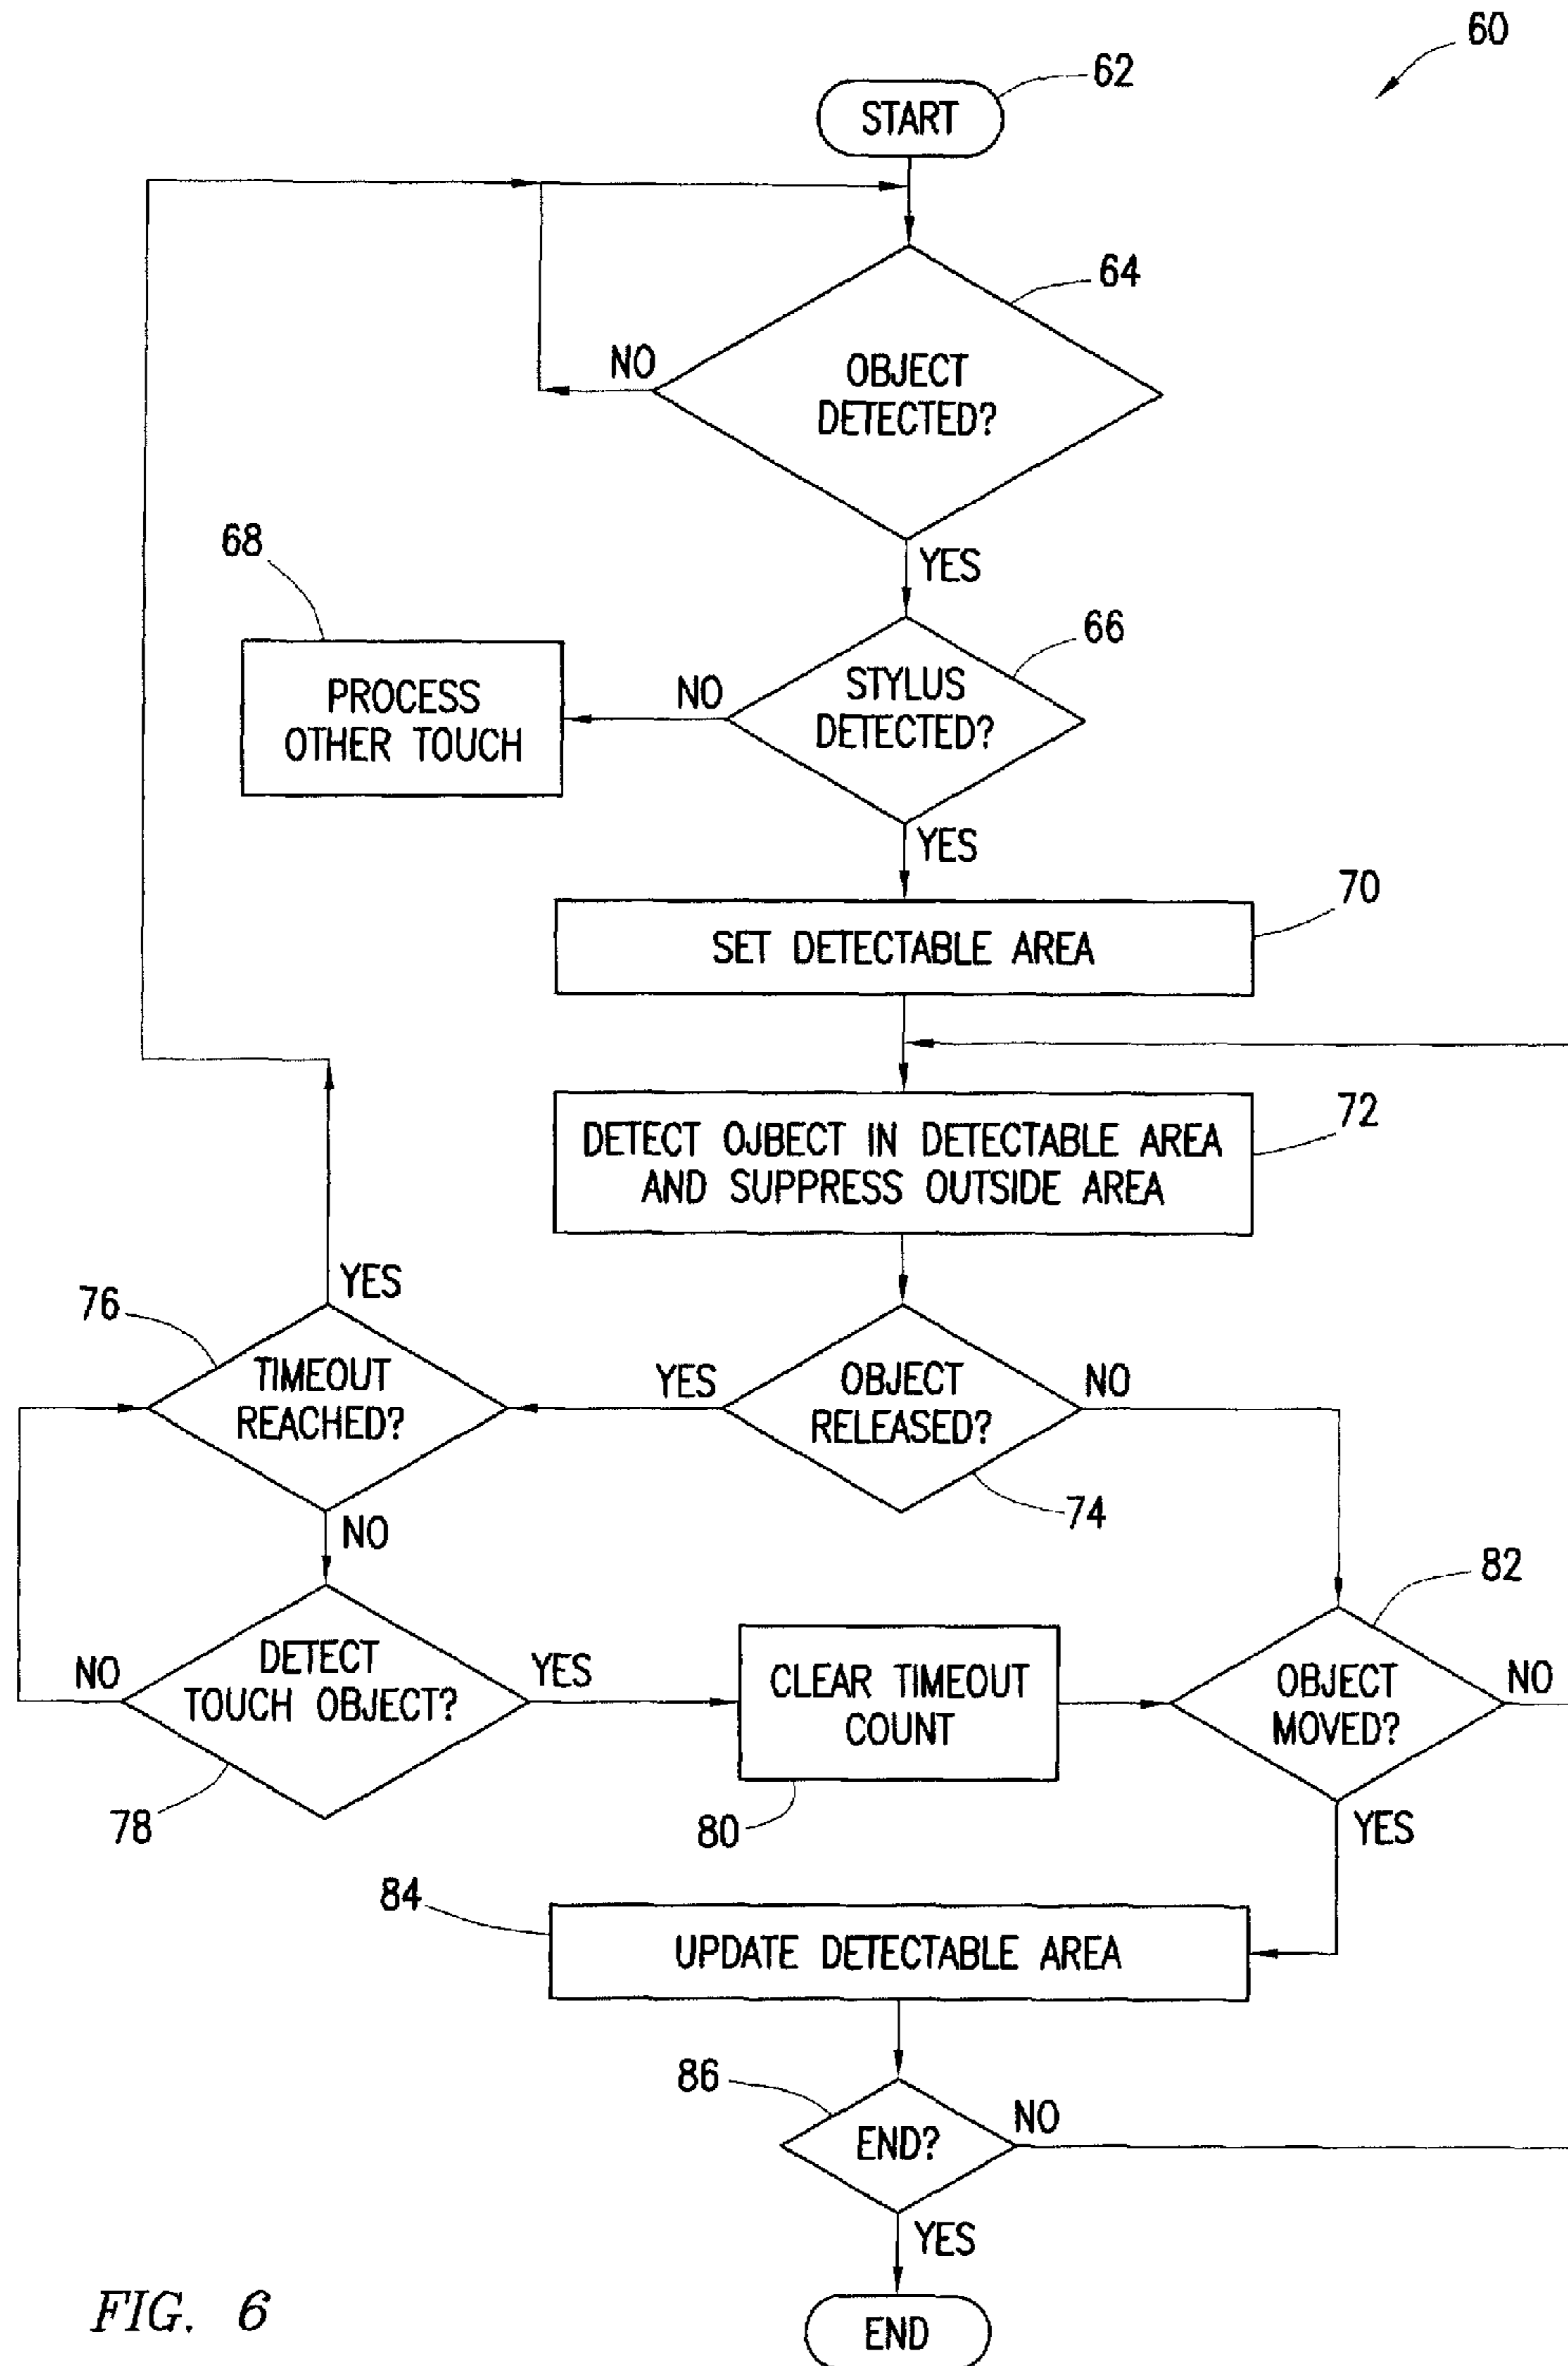 60
START
62
OBJECT
DETECTED?
64
NO
YES
STYLUS
DETECTED?
66
NO
68
PROCESS
OTHER TOUCH
YES
SET DETECTABLE AREA
70
DETECT OJBECT IN DETECTABLE AREA
AND SUPPRESS OUTSIDE AREA
72
YES
76
TIMEOUT
REACHED?
YES
OBJECT
RELEASED?
NO
74
NO
82
DETECT
TOUCH OBJECT?
NO
YES
78
CLEAR TIMEOUT
COUNT
80
OBJECT
MOVED?
NO
YES
84
UPDATE DETECTABLE AREA
86
END?
NO
YES
END
FIG. 6